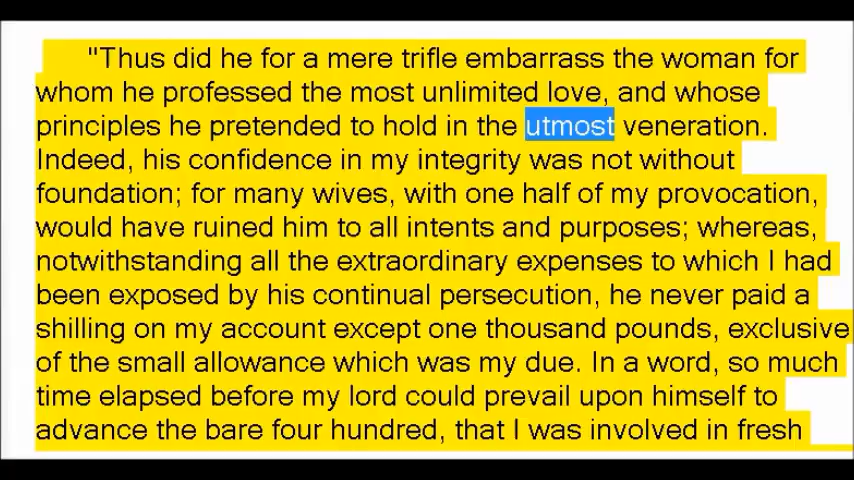 "Thus did he for a mere trifle embarrass the woman for
whom he professed the most unlimited love, and whose
principles he pretended to hold in the utmost veneration.
Indeed, his confidence in my integrity was not without
foundation; for many wives, with one half of my provocation,
would have ruined him to all intents and purposes; whereas,
notwithstanding all the extraordinary expenses to which I had
been exposed by his continual persecution, he never paid a
shilling on my account except one thousand pounds, exclusive
of the small allowance which was my due. In a word, so much
time elapsed before my lord could prevail upon himself to
advance the bare four hundred, that I was involved in fresh